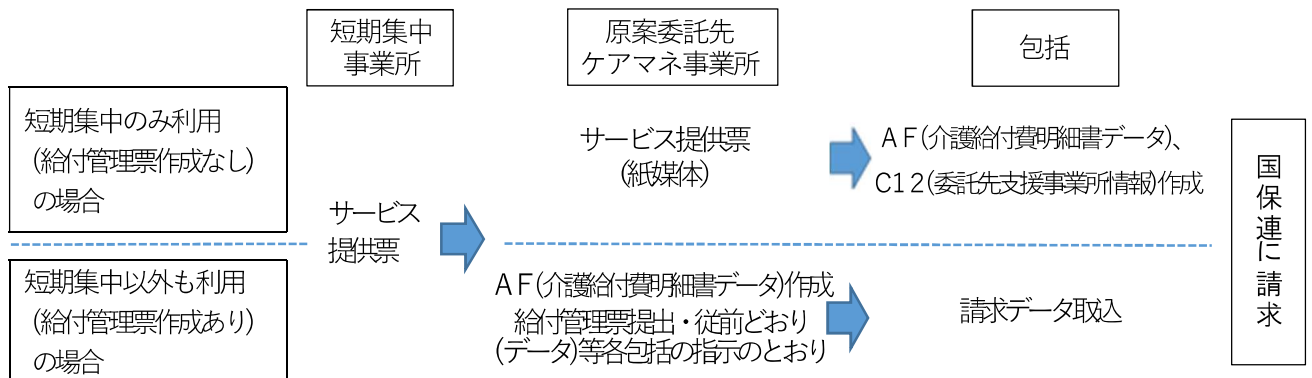 短期集中
事業所
原案委託先
ケアマネ事業所
包括
短期集中のみ利用
(給付管理票作成なし)
の場合
サービス提供票
(紙媒体)
ＡＦ(介護給付費明細書データ)、
C1２(委託先支援事業所情報)作成
サービス
提供票
短期集中以外も利用
(給付管理票作成あり)
の場合
ＡＦ(介護給付費明細書データ)作成
給付管理票提出・従前どおり
(データ)等各包括の指示のとおり
請求データ取込
国保連に請求